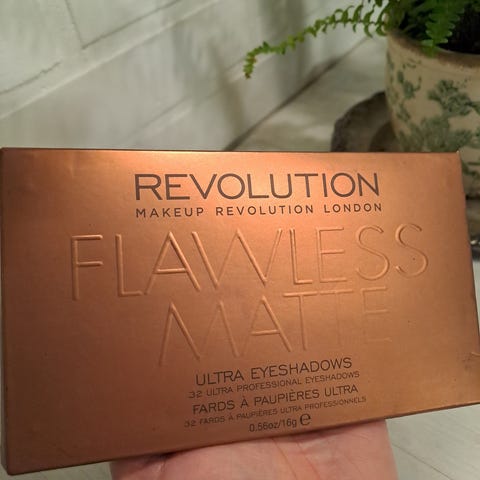 REVOLUTION
MAKEUP REVOLUTION LONDON
FLAWLESS
MATTE
ULTRA EYESHADOWS
32 ULTRA PROFESSIONAL EYESHADOWS
FARDS À PAUPIÈRES ULTRA
32 FARDS À PAUPIÈRES ULTRA PROFESSIONNELS
0.56oz/16g ℮